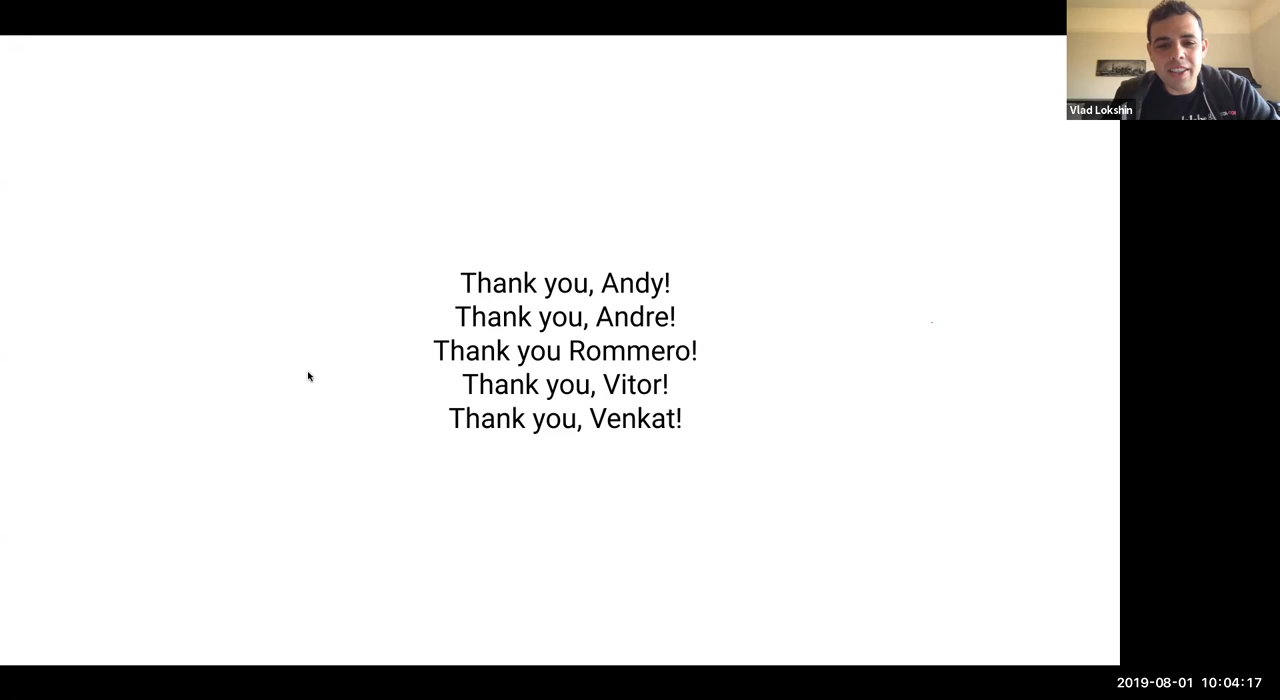 Vlad Lokshin
Thank you, Andy!
Thank you, Andre!
Thank you Rommero!
Thank you, Vitor!
Thank you, Venkat!
2019-08-01 10:04:17